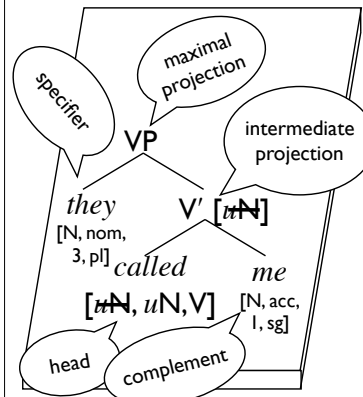 maximal
projection
specifier
VP
intermediate
projection
they
V′ [uN]
[N, nom,
3, pl]
called
me
[uN, uN, V]
[N, acc,
1, sg]
head
complement